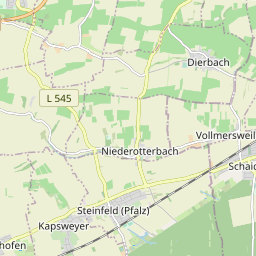 Dierbach
L 545
Vollmersweil
Niederotterbach
Schaid
Steinfeld (Pfalz)
Kapsweyer
hofen